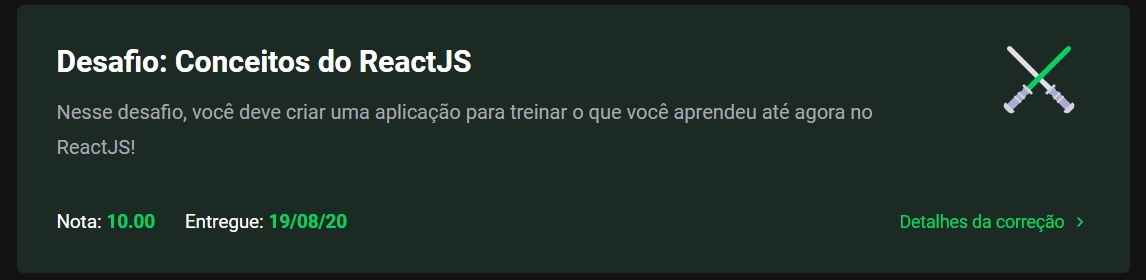 Desafio: Conceitos do ReactJS
Nesse desafio, você deve criar uma aplicação para treinar o que você aprendeu até agora no
ReactJS!
Nota: 10.00 Entregue: 19/08/20 Detalhes da correção